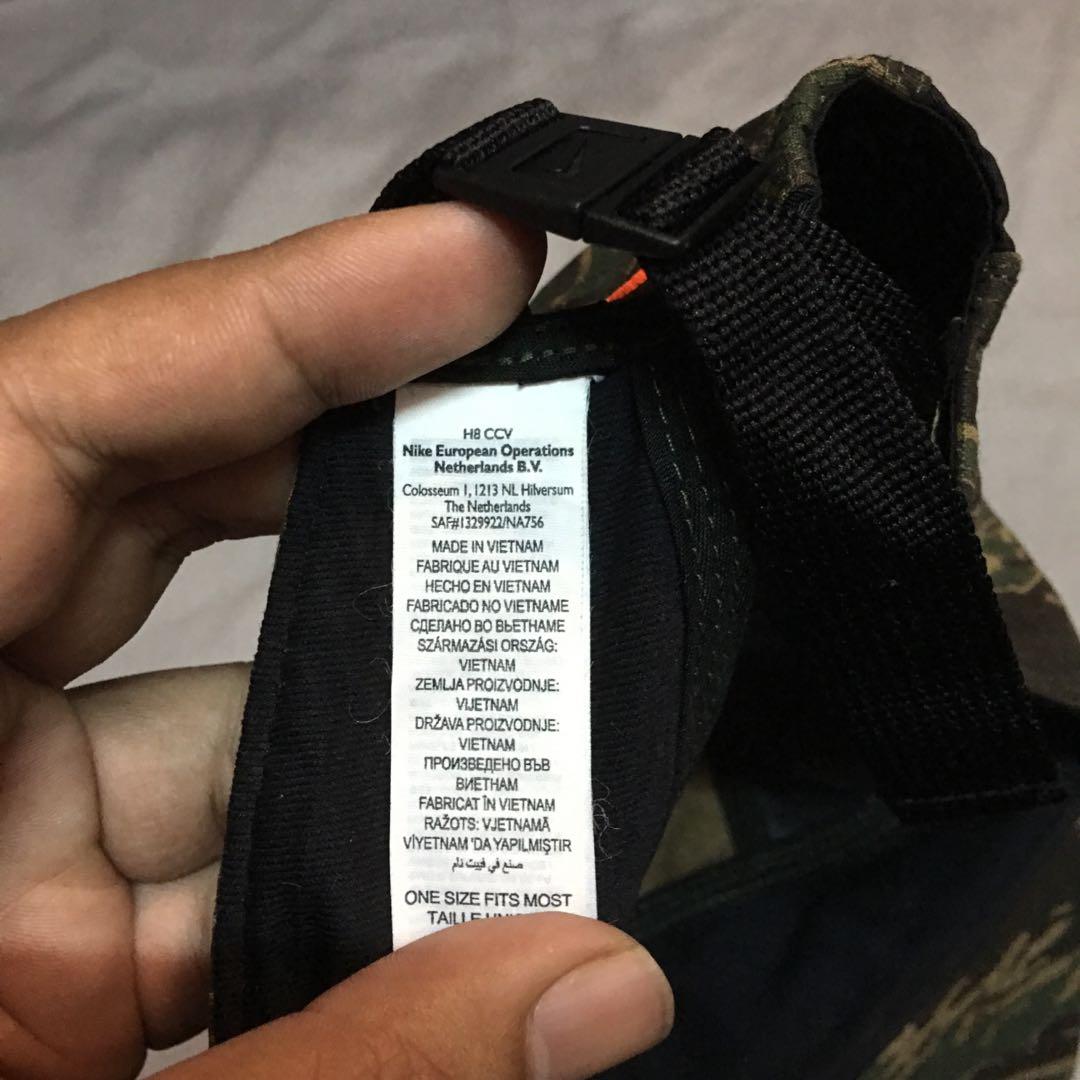 H8 CCV
Nike European Operations
Netherlands B.V.
Colosseum 1, 1213 NL Hilversum
The Netherlands
SAF#1329922/NA756
MADE IN VIETNAM
FABRIQUE AU VIETNAM
HECHO EN VIETNAM
FABRICADO NO VIETNAME
СДЕЛАНО ВО ВЬЕТНАМЕ
SZÁRMAZÁSI ORSZÁG:
VIETNAM
ZEMLJA PROIZVODNJE:
VIJETNAM
DRŽAVA PROIZVODNJE:
VIETNAM
ПРОИЗВЕДЕНО ВЪВ
ВИЕТНАМ
FABRICAT ÎN VIETNAM
RAŽOTS: VJETNAMĀ
VİYETNAM 'DA YAPILMIŞTIR
صنع في فييت نام
ONE SIZE FITS MOST
TAILLE